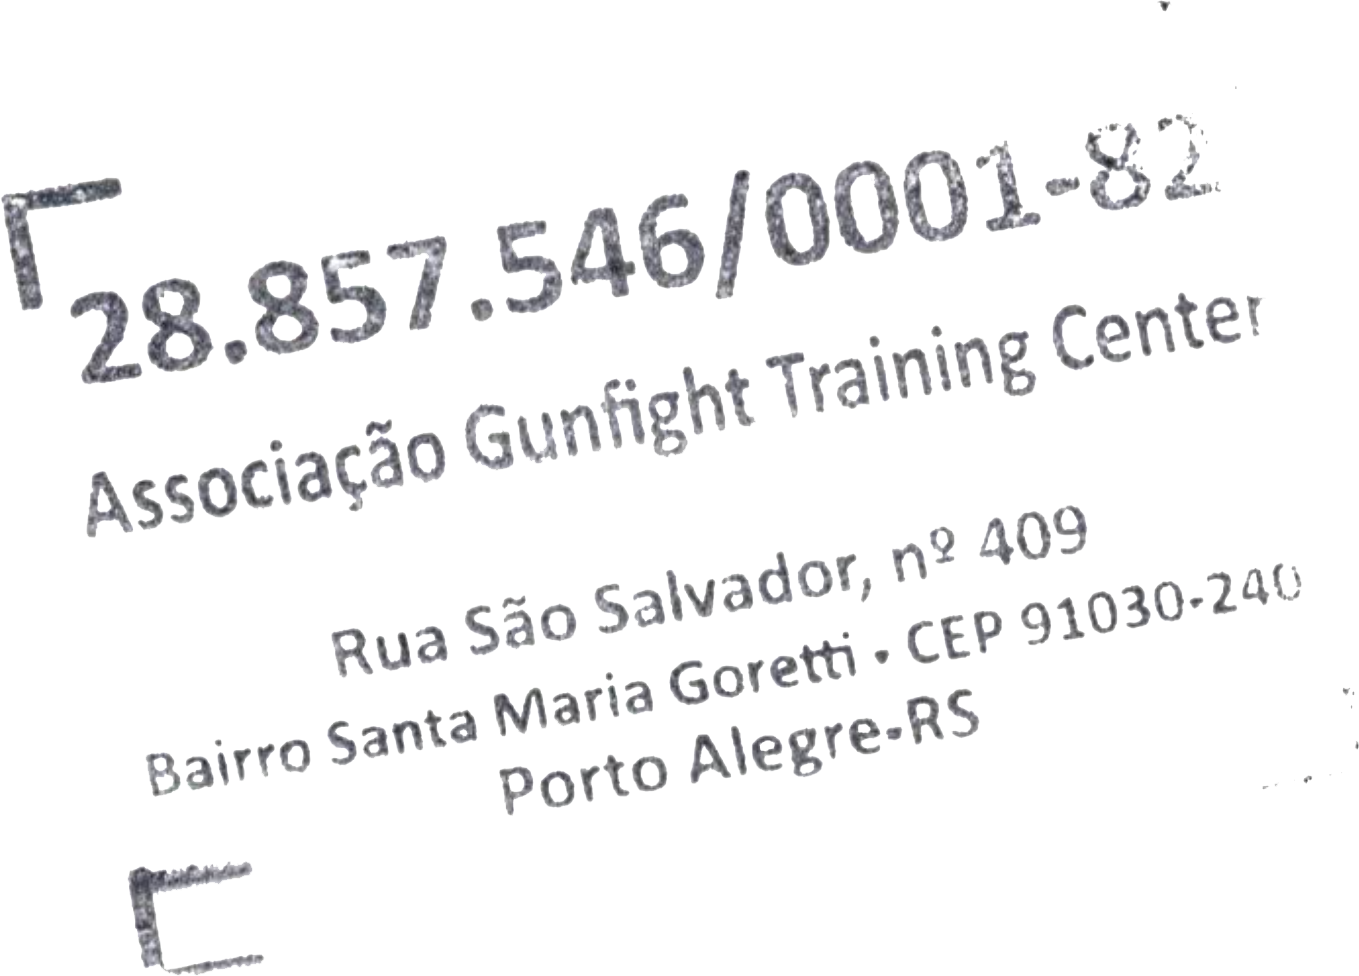 28.857.546/0001-82
Associação Gunfight Training Center
Rua São Salvador, nº 409
Bairro Santa Maria Goretti • CEP 91030-240
Porto Alegre-RS